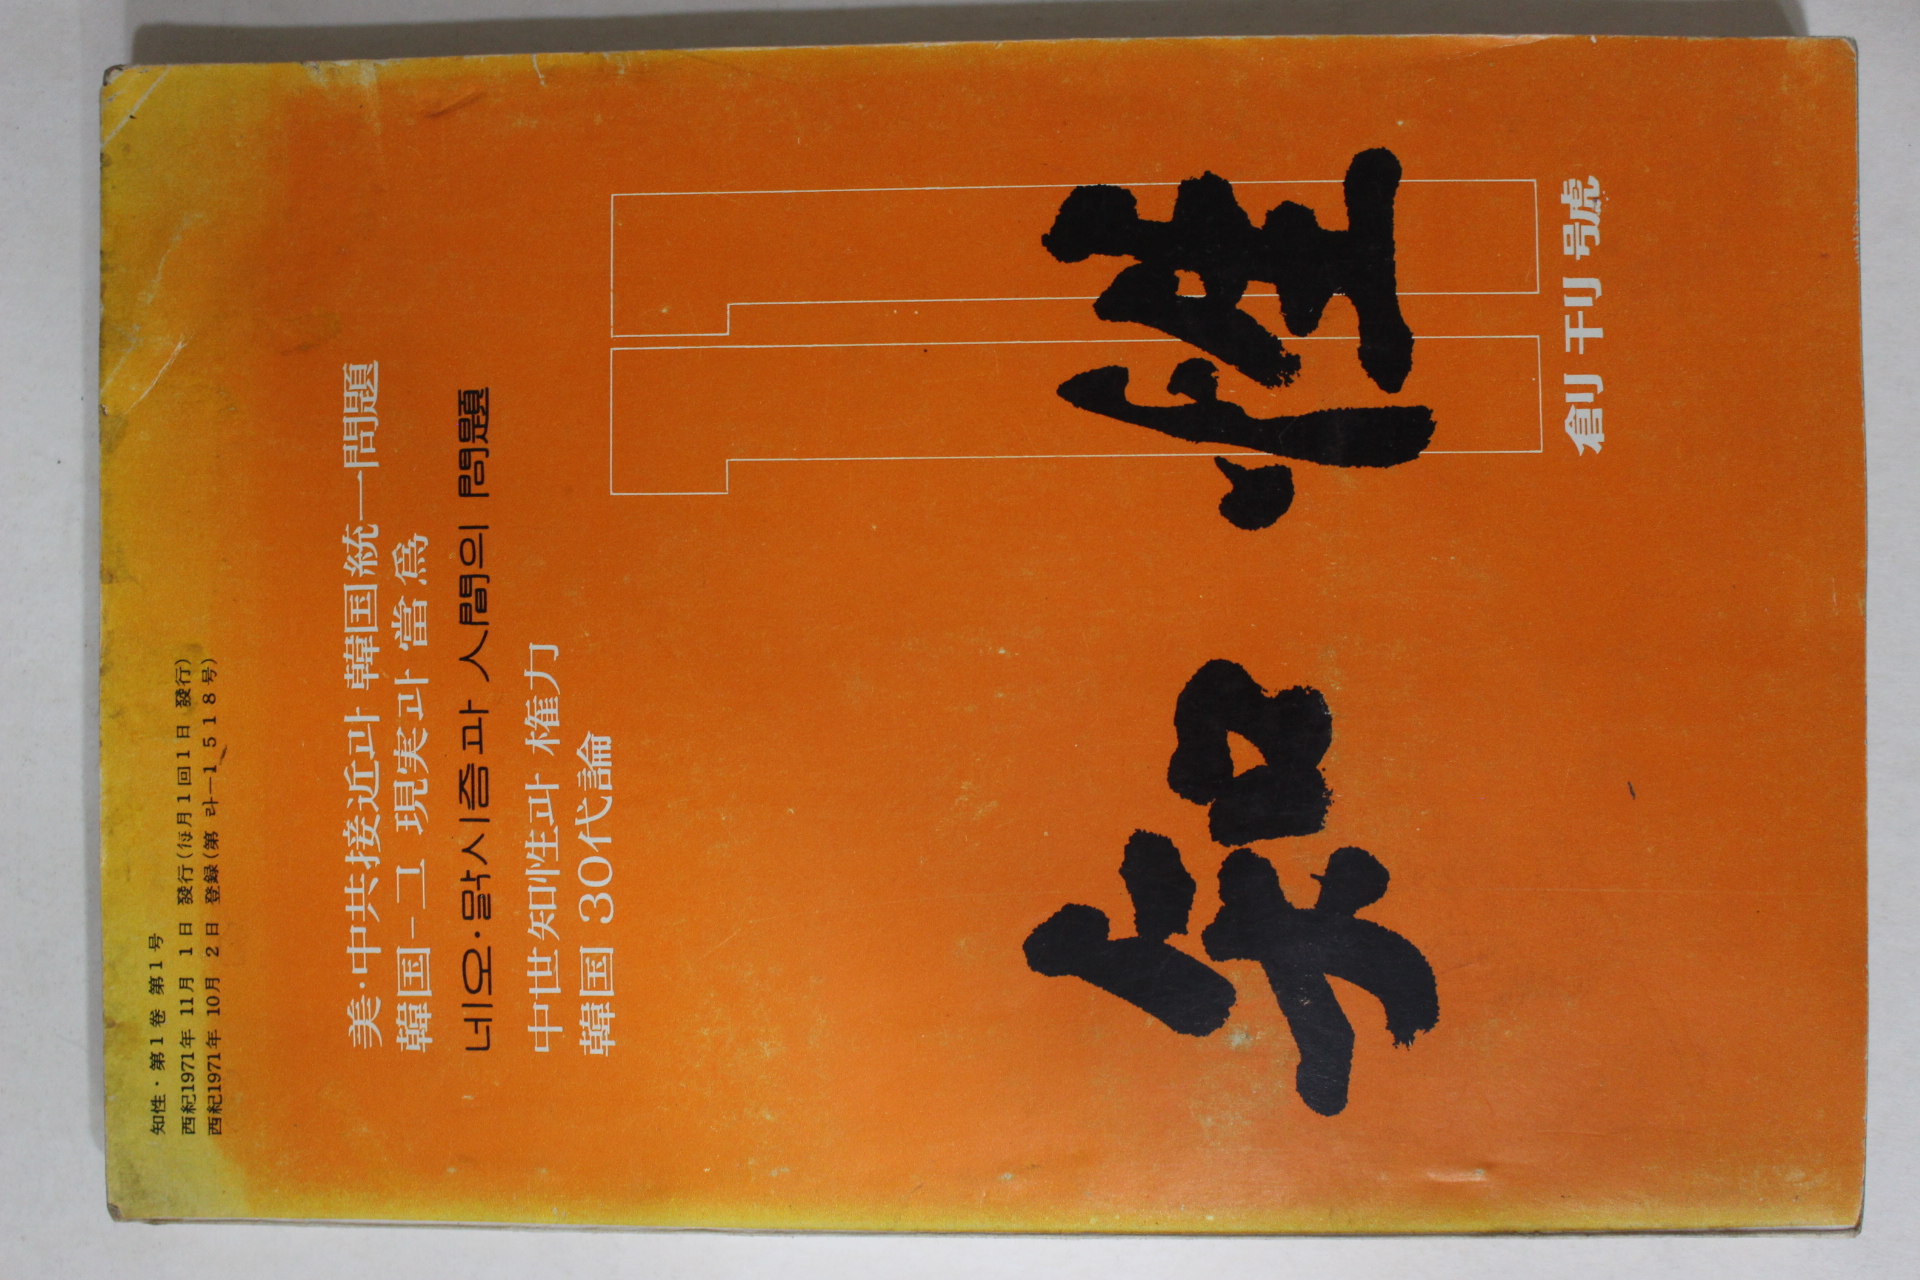 知性・第1卷 第1号
西紀1971年 11月 1日 發行(每月1回1日 發行)
西紀1971年 10月 2日 登録(第 라―1518号)
美·中共接近과 韓国統一問題
韓国-그 現実과 當爲
네오·맑시즘과 人間의 問題
中世知性과 権力
韓国 30代論
知性
創刊號
11